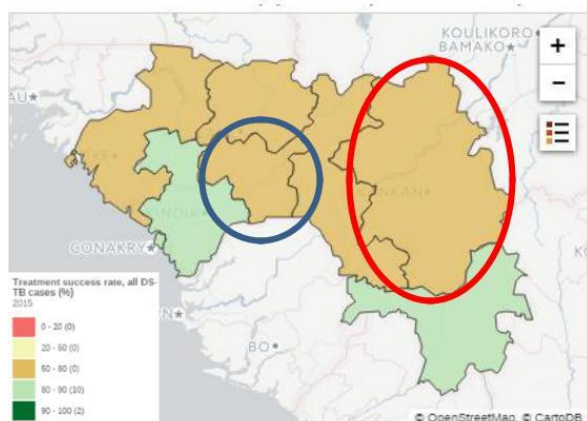 KOULIKORO
BAMAKO
+
−
CONAKRY
BO
Treatment success rate, all DS-
TB cases (%)
2015
0 - 20 (0)
20 - 50 (0)
50 - 80 (0)
80 - 90 (10)
90 - 100 (2)
© OpenStreetMap © CartoDB